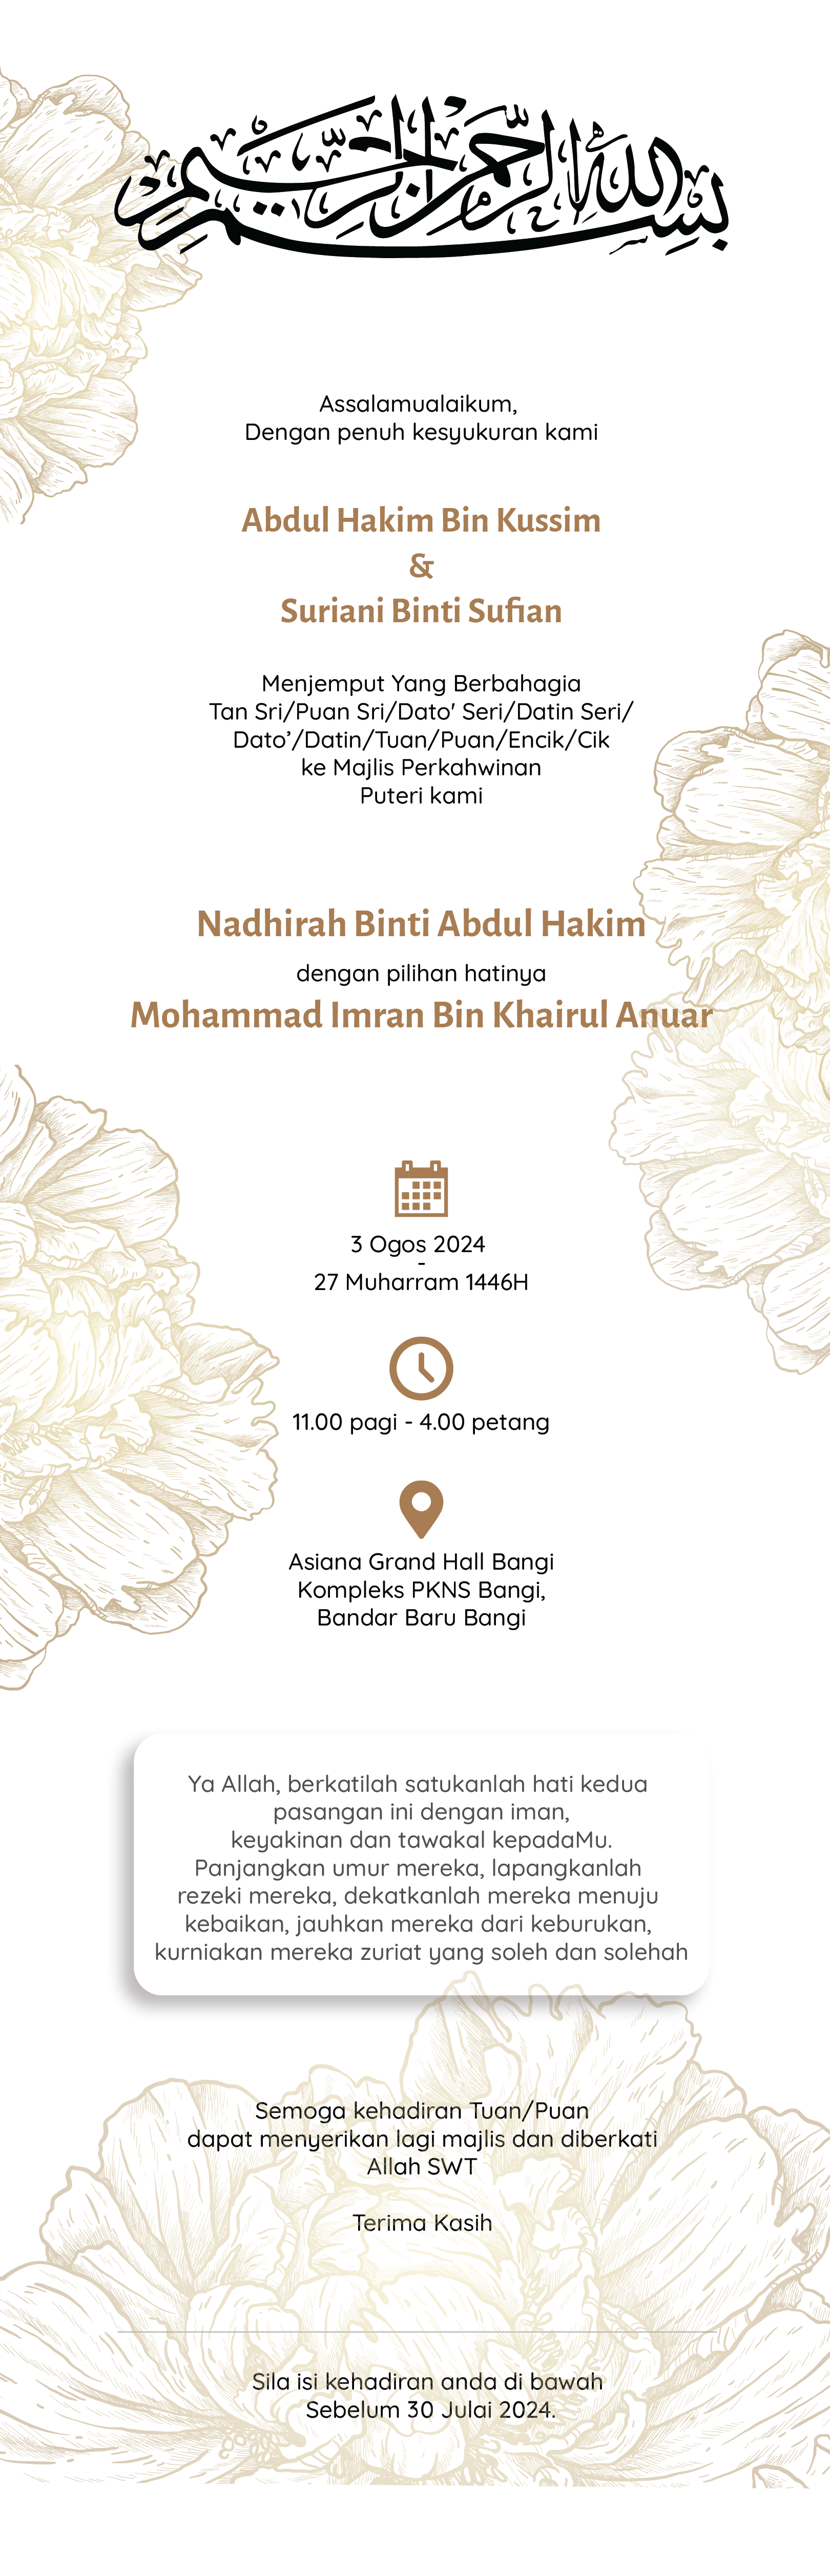 بسم الله الرحمن الرحيم
Assalamualaikum,
Dengan penuh kesyukuran kami
Abdul Hakim Bin Kussim
&
Suriani Binti Sufian
Menjemput Yang Berbahagia
Tan Sri/Puan Sri/Dato' Seri/Datin Seri/
Dato’/Datin/Tuan/Puan/Encik/Cik
ke Majlis Perkahwinan
Puteri kami
Nadhirah Binti Abdul Hakim
dengan pilihan hatinya
Mohammad Imran Bin Khairul Anuar
3 Ogos 2024
-
27 Muharram 1446H
11.00 pagi - 4.00 petang
Asiana Grand Hall Bangi
Kompleks PKNS Bangi,
Bandar Baru Bangi
Ya Allah, berkatilah satukanlah hati kedua
pasangan ini dengan iman,
keyakinan dan tawakal kepadaMu.
Panjangkan umur mereka, lapangkanlah
rezeki mereka, dekatkanlah mereka menuju
kebaikan, jauhkan mereka dari keburukan,
kurniakan mereka zuriat yang soleh dan solehah
Semoga kehadiran Tuan/Puan
dapat menyerikan lagi majlis dan diberkati
Allah SWT
Terima Kasih
Sila isi kehadiran anda di bawah
Sebelum 30 Julai 2024.